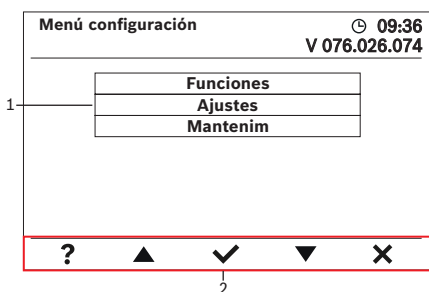 Menú configuración 09:36
V 076.026.074
Funciones
1 Ajustes
Mantenim
?
2